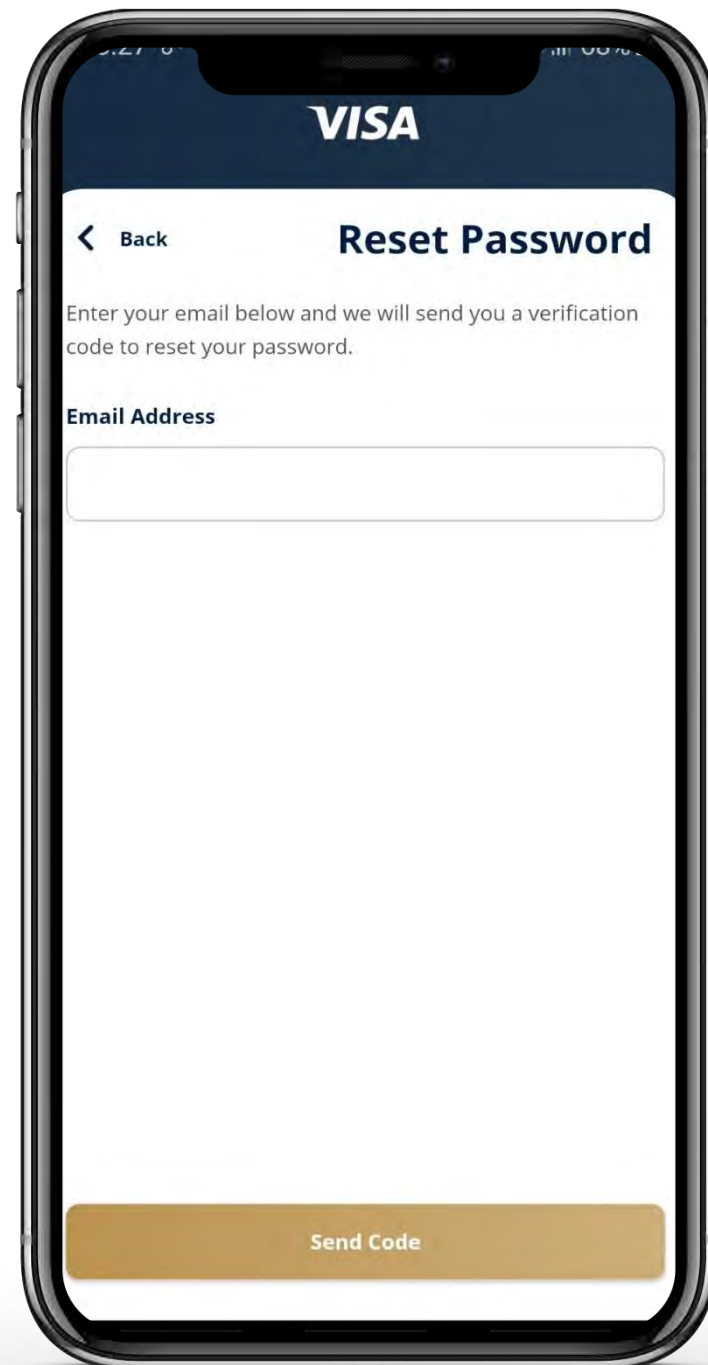 VISA
Back
Reset Password
Enter your email below and we will send you a verification
code to reset your password.
Email Address
Send Code